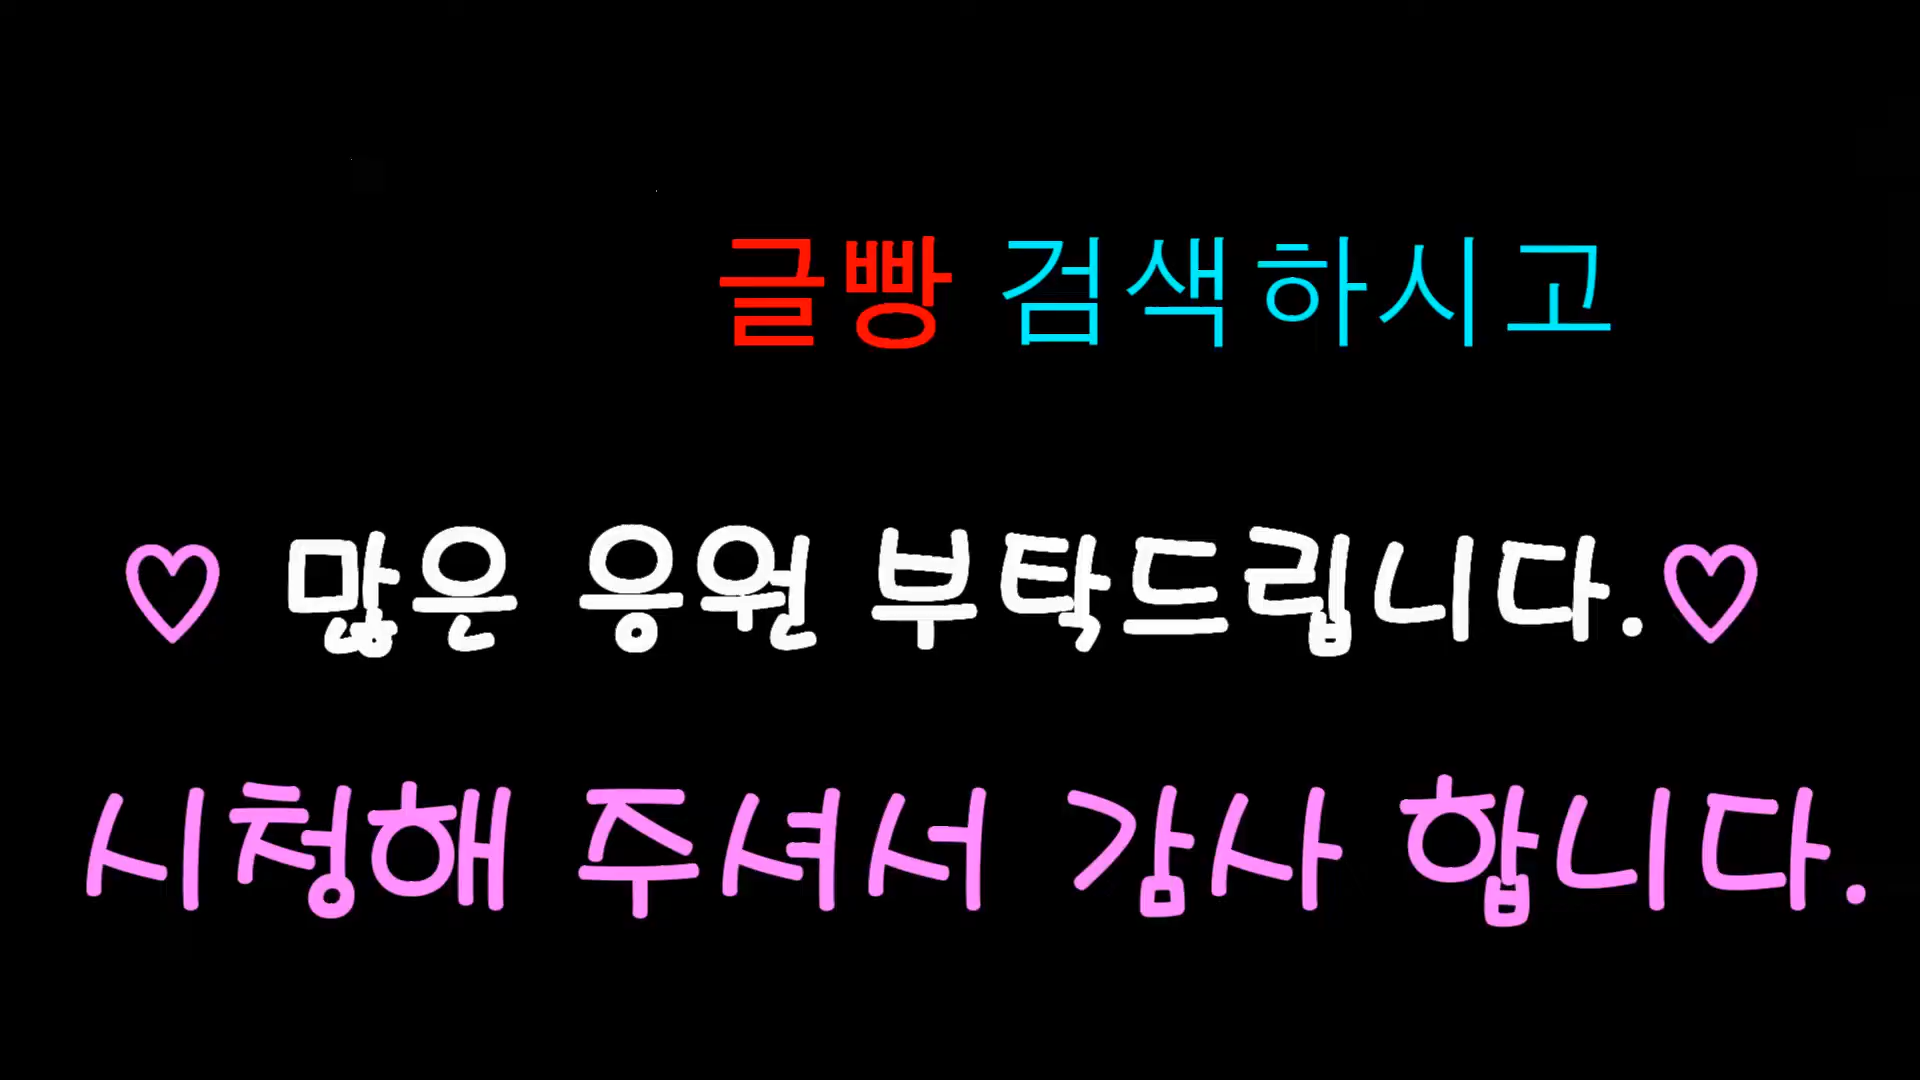 글빵 검색하시고
♡ 많은 응원 부탁드립니다.♡
시청해 주셔서 감사 합니다.